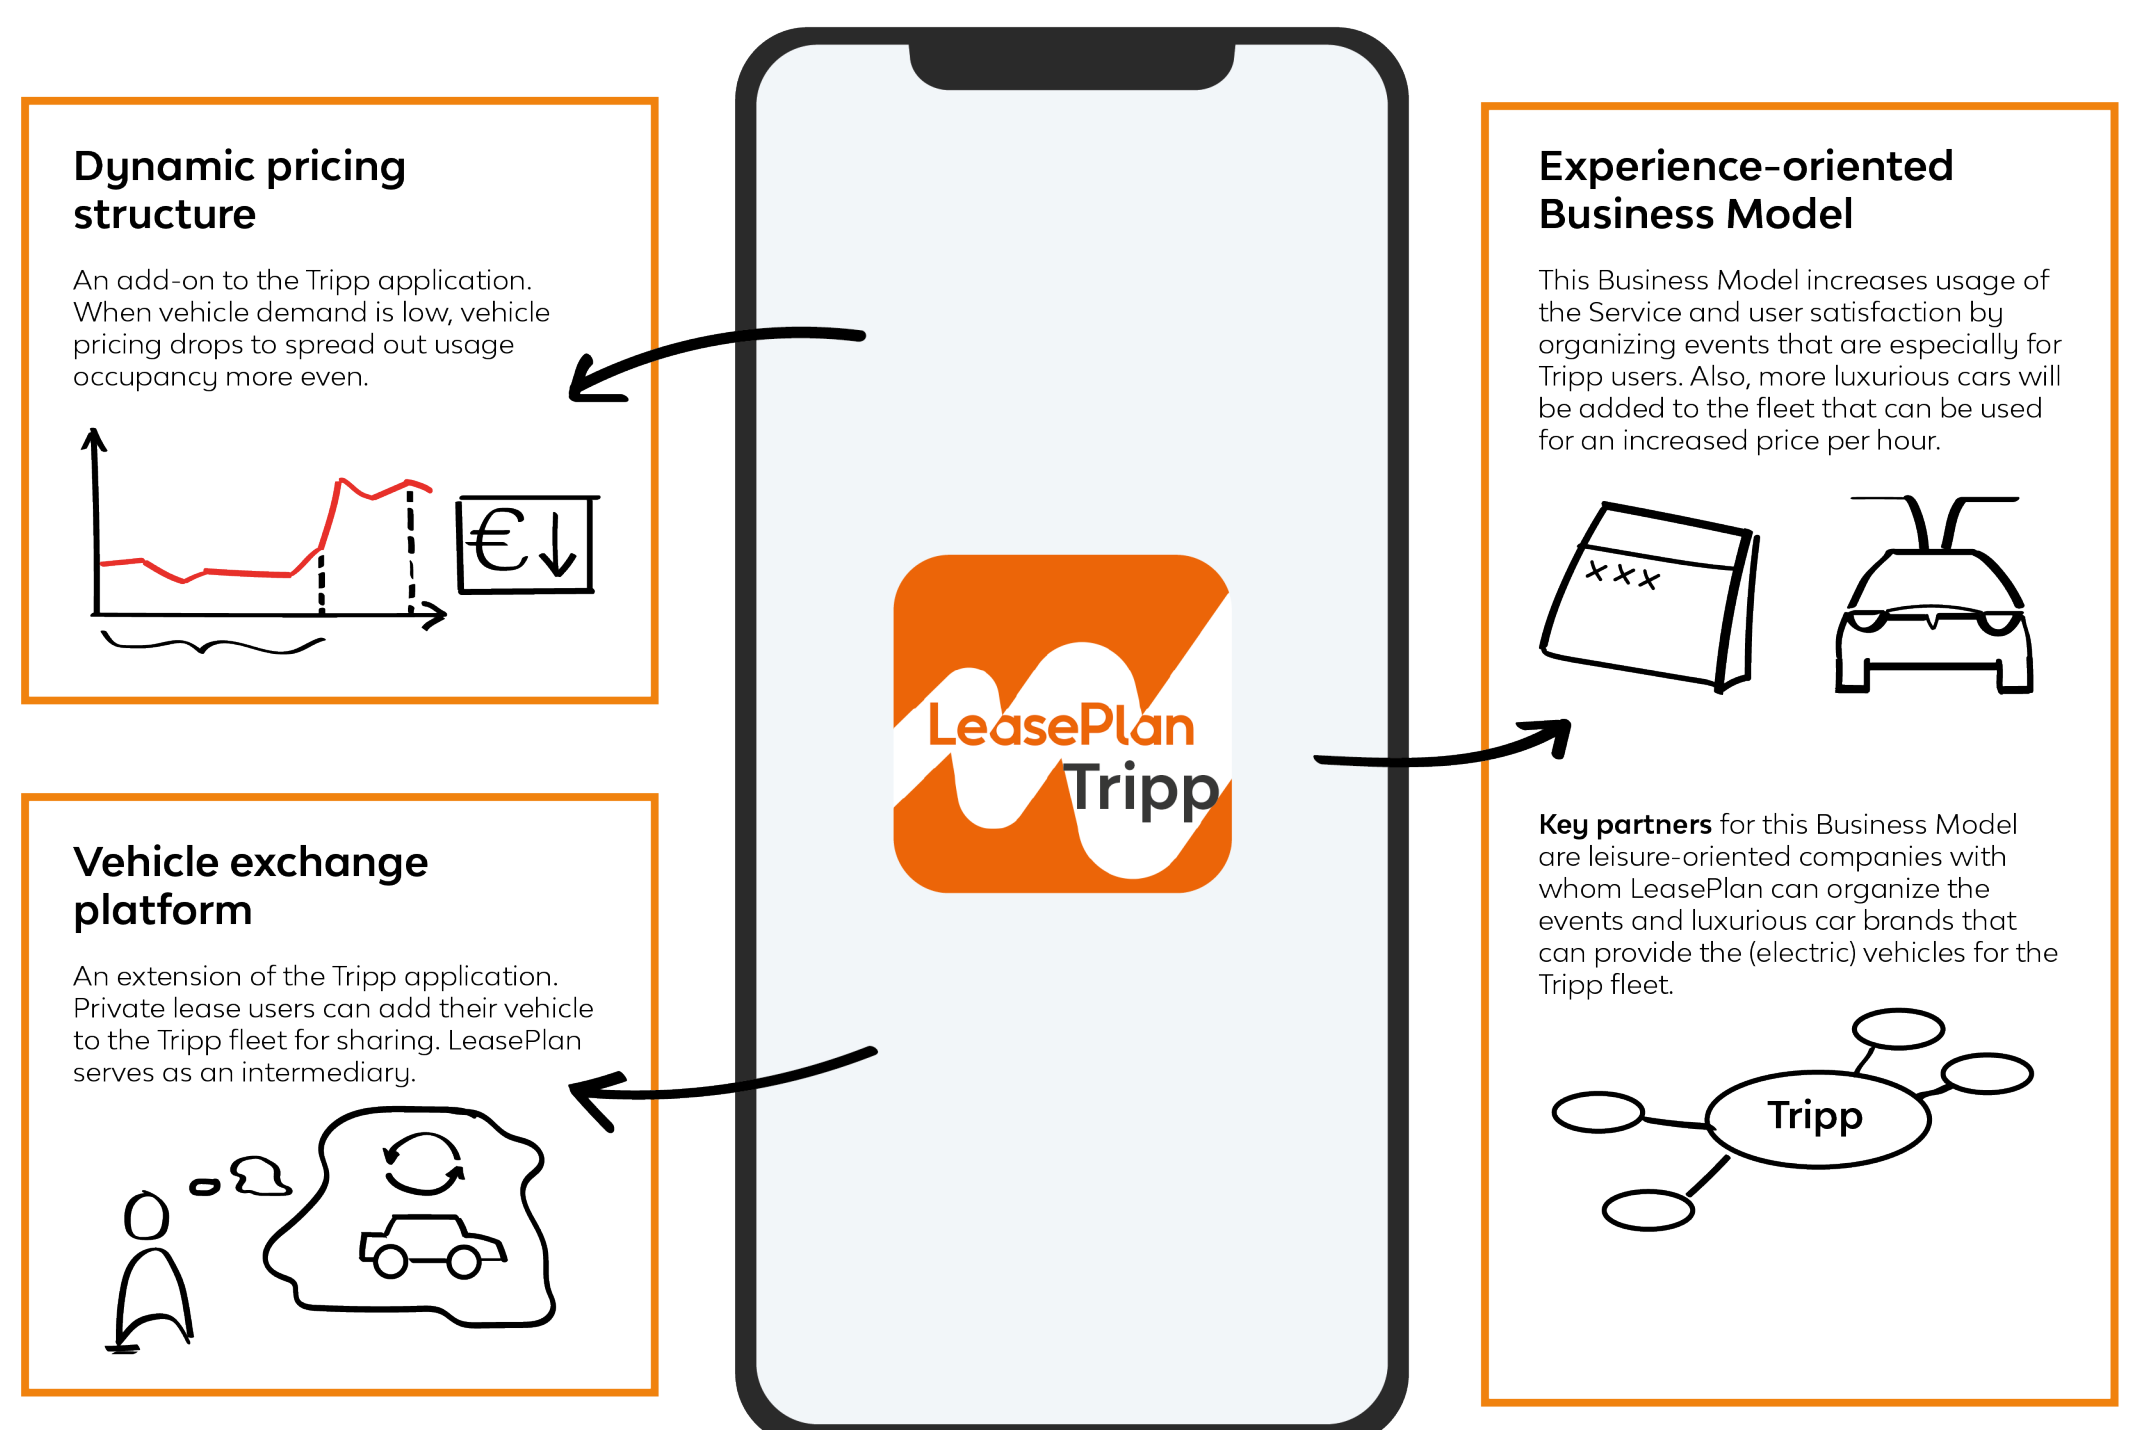 Dynamic pricing
structure
An add-on to the Tripp application.
When vehicle demand is low, vehicle
pricing drops to spread out usage
occupancy more even.
€
Vehicle exchange
platform
An extension of the Tripp application.
Private lease users can add their vehicle
to the Tripp fleet for sharing. LeasePlan
serves as an intermediary.
LeasePlan
Tripp
Experience-oriented
Business Model
This Business Model increases usage of
the Service and user satisfaction by
organizing events that are especially for
Tripp users. Also, more luxurious cars will
be added to the fleet that can be used
for an increased price per hour.
xxx
Key partners for this Business Model
are leisure-oriented companies with
whom LeasePlan can organize the
events and luxurious car brands that
can provide the (electric) vehicles for the
Tripp fleet.
Tripp